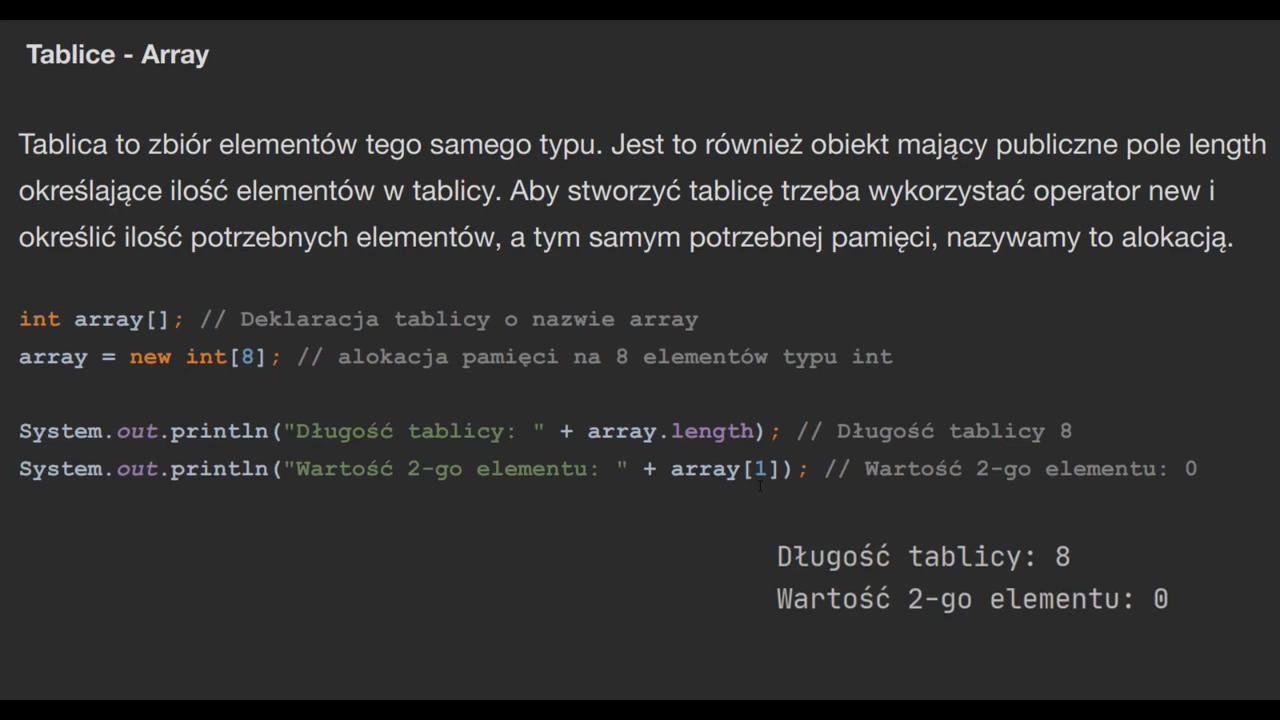 Tablice - Array
Tablica to zbiór elementów tego samego typu. Jest to również obiekt mający publiczne pole length
określające ilość elementów w tablicy. Aby stworzyć tablicę trzeba wykorzystać operator new i
określić ilość potrzebnych elementów, a tym samym potrzebnej pamięci, nazywamy to alokacją.
int array[]; // Deklaracja tablicy o nazwie array
array = new int[8]; // alokacja pamięci na 8 elementów typu int
System.out.println("Długość tablicy: " + array.length); // Długość tablicy 8
System.out.println("Wartość 2-go elementu: " + array[1]); // Wartość 2-go elementu: 0
Długość tablicy: 8
Wartość 2-go elementu: 0